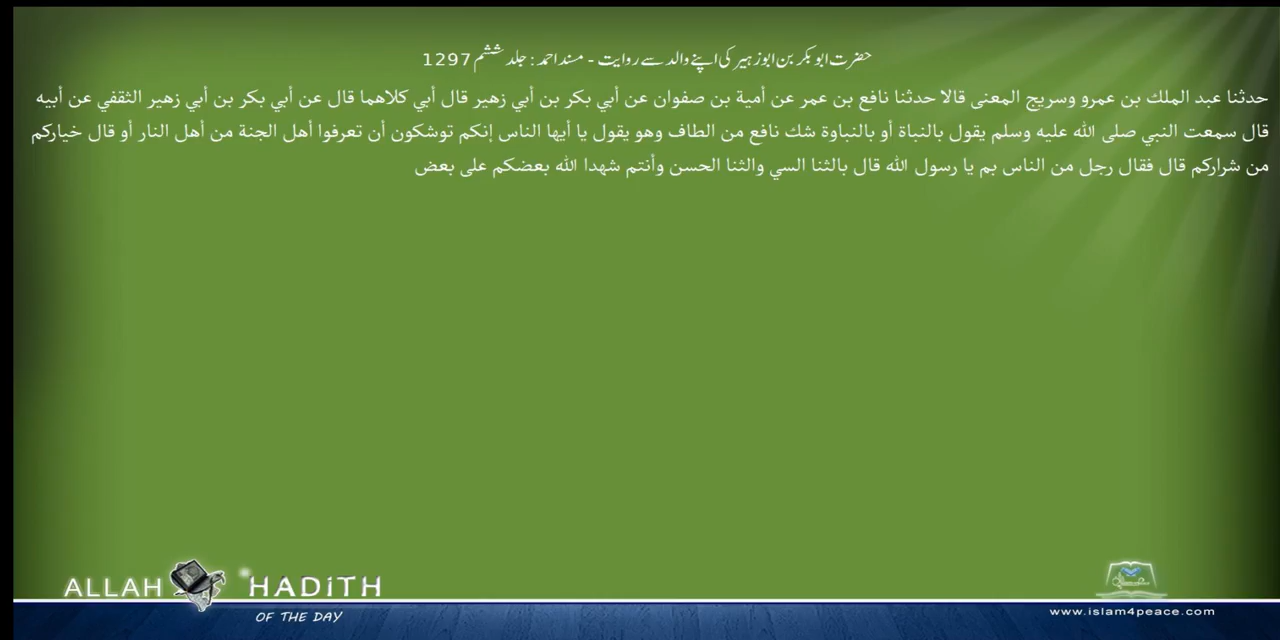 حضرت ابو بکر بن ابوزہیر کی اپنے والد سے روایت - مسند احمد : جلد ششم 1297
حدثنا عبد الملك بن عمرو وسريج المعنى قالا حدثنا نافع بن عمر عن أمية بن صفوان عن أبي بكر بن أبي زهير قال أبي كلاهما قال عن أبي بكر بن أبي زهير الثقفي عن أبيه
قال سمعت النبي صلى الله عليه وسلم يقول بالنباة أو بالنباوة شك نافع من الطاف وهو يقول يا أيها الناس إنكم توشكون أن تعرفوا أهل الجنة من أهل النار أو قال خياركم
من شراركم قال فقال رجل من الناس بم يا رسول الله قال بالثنا السي والثنا الحسن وأنتم شهدا الله بعضكم على بعض
ALLAH HADiTH
OF THE DAY
www.islam4peace.com